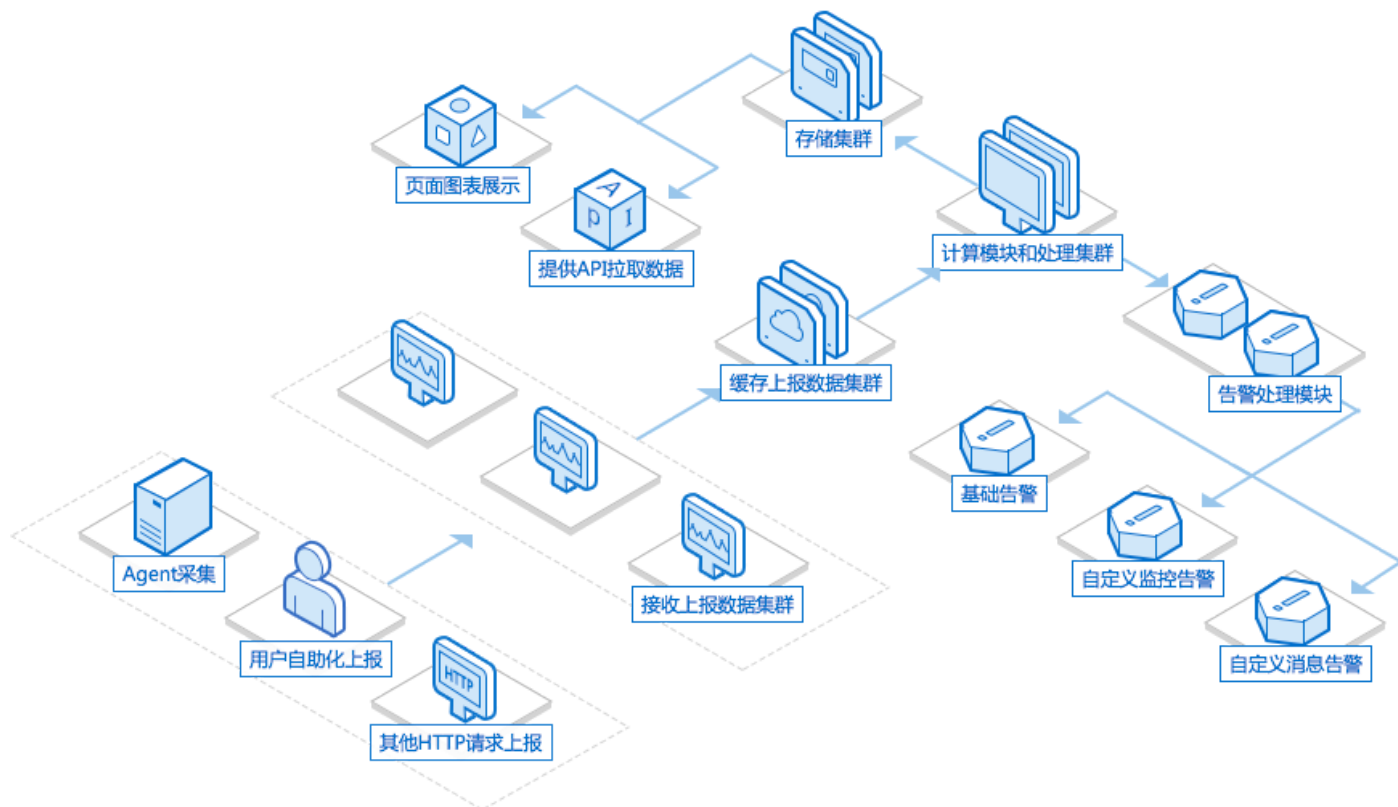 存储集群
页面图表展示
A
P
I
提供API拉取数据
计算模块和处理集群
缓存上报数据集群
告警处理模块
基础告警
Agent采集
接收上报数据集群
自定义监控告警
用户自助化上报
自定义消息告警
HTTP
其他HTTP请求上报